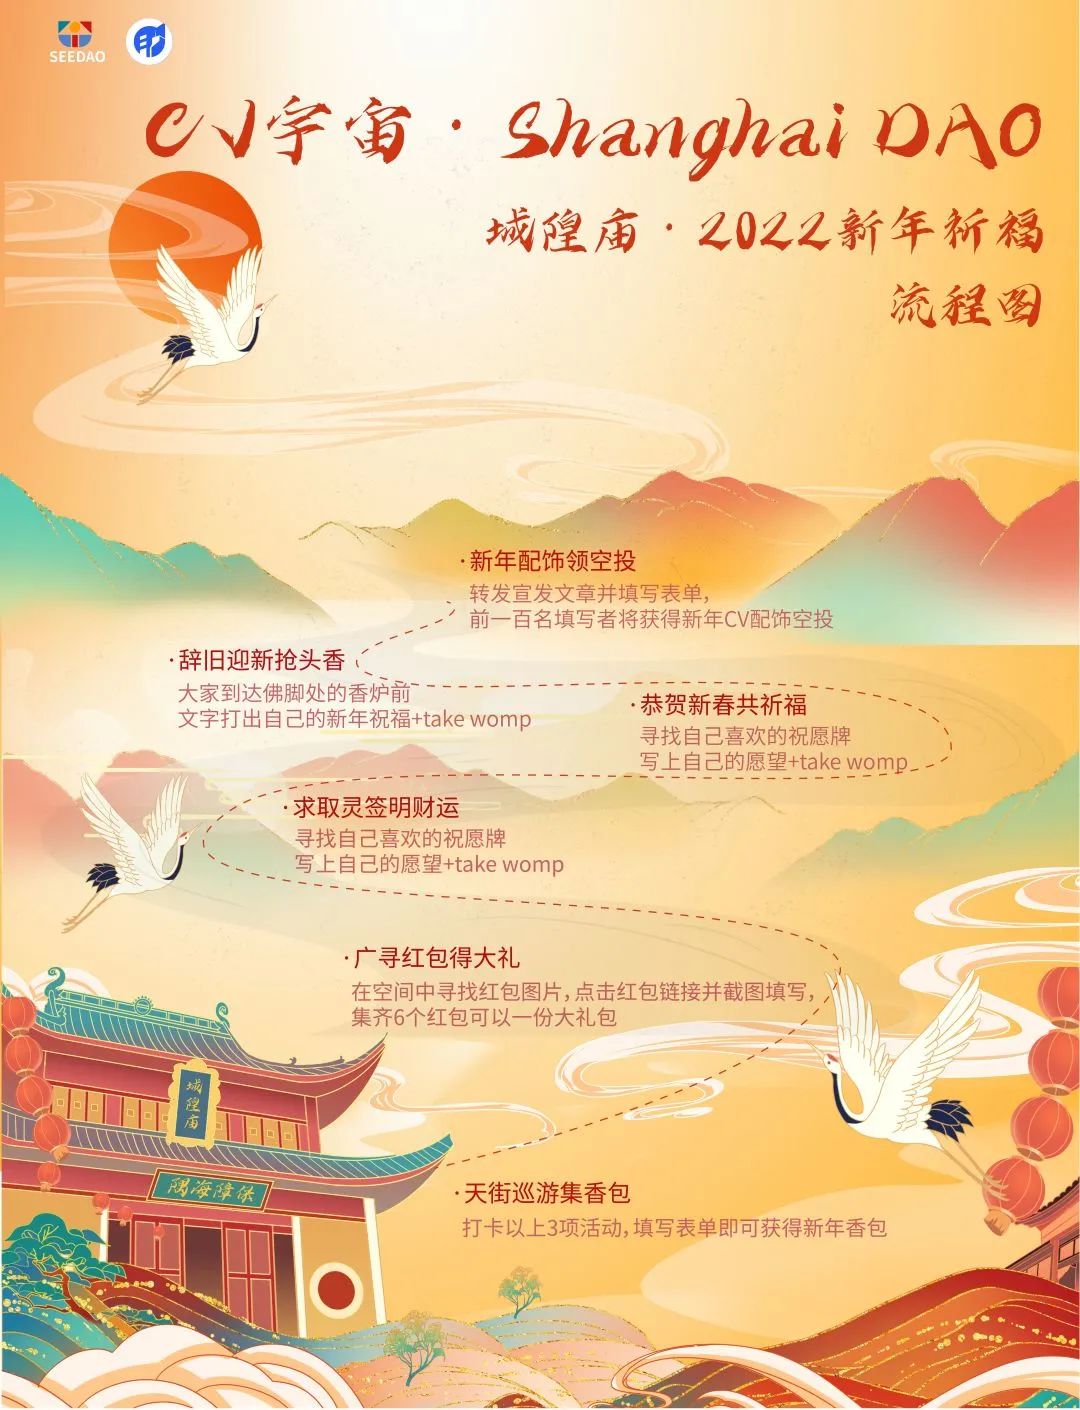 SEEDAO
CV宇宙·Shanghai DAO
城隍庙·2022新年祈福
流程图
·新年配饰领空投
转发宣发文章并填写表单，
前一百名填写者将获得新年CV配饰空投
·辞旧迎新抢头香
大家到达佛脚处的香炉前
文字打出自己的新年祝福+take womp
·恭贺新春共祈福
寻找自己喜欢的祝愿牌
写上自己的愿望+take womp
·求取灵签明财运
寻找自己喜欢的祝愿牌
写上自己的愿望+take womp
·广寻红包得大礼
在空间中寻找红包图片，点击红包链接并截图填写，
集齐6个红包可以一份大礼包
城隍庙
隅海障保
·天街巡游集香包
打卡以上3项活动，填写表单即可获得新年香包